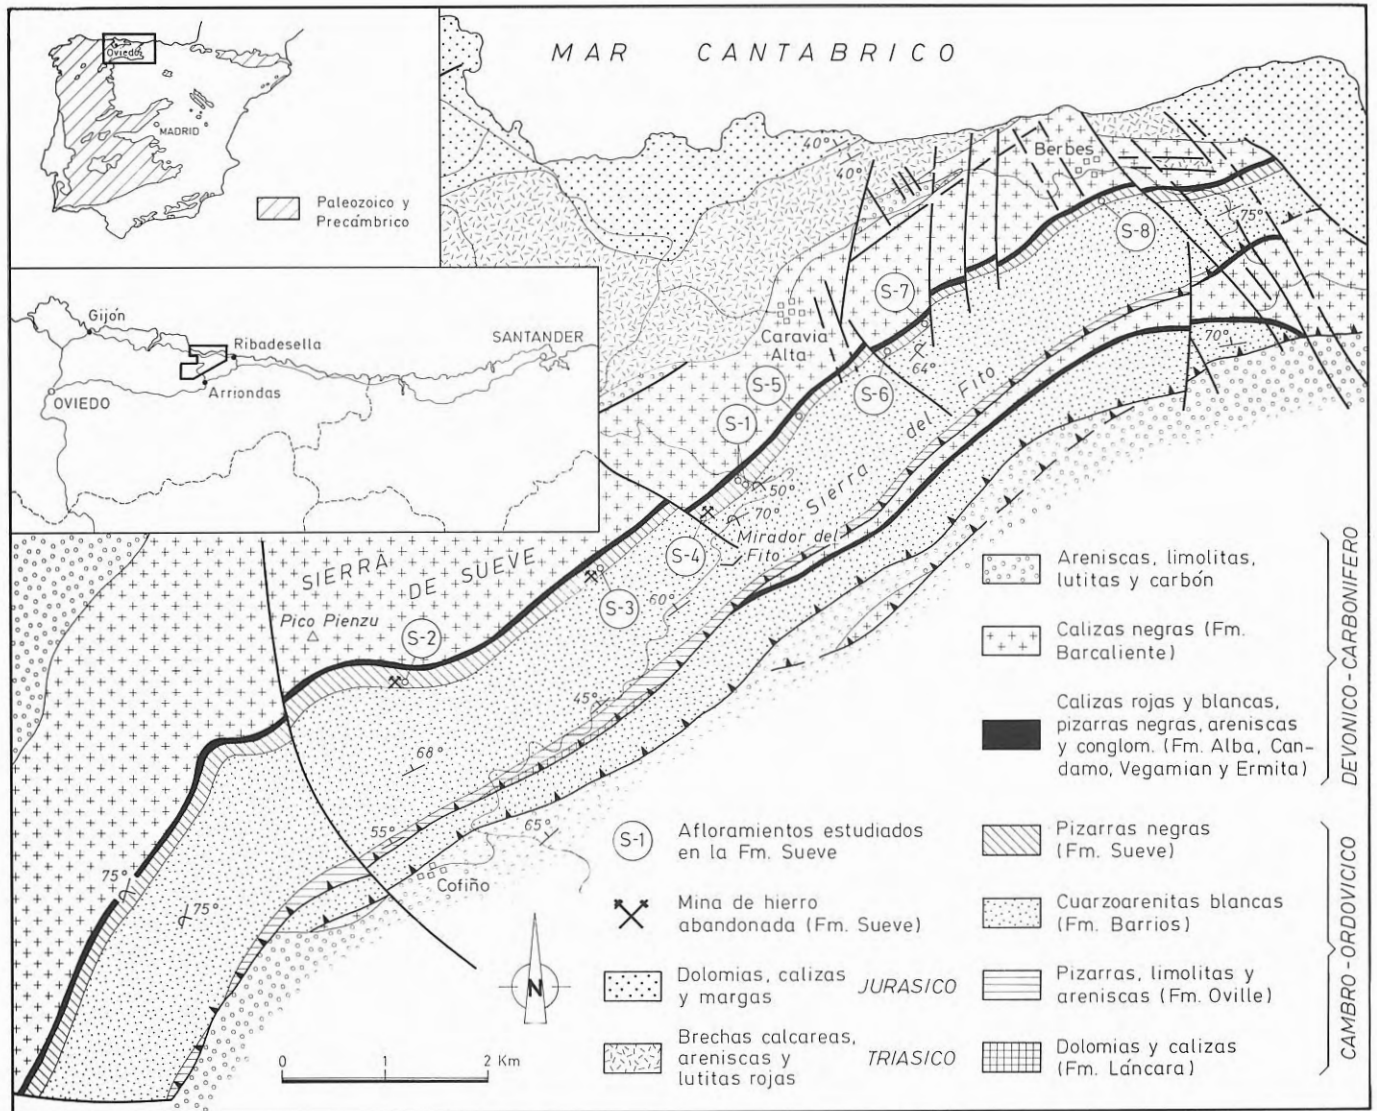 MAR CANTABRICO
Oviedo
MADRID
Paleozoico y
Precámbrico
Gijón
Ribadesella
SANTANDER
OVIEDO
Arriondas
40°
40°
Berbes
S-8
75°
S-7
Caravia
Alta
64°
70°
S-5
S-6
S-1
Sierra del Fito
50°
70°
Mirador del
Fito
S-4
SIERRA
DE SUEVE
S-3
60°
Pico Pienzu
S-2
45°
68°
55°
65°
Cofiño
75°
75°
N
0 2 Km
S-1
Afloramientos estudiados
en la Fm. Sueve
Mina de hierro
abandonada (Fm. Sueve)
Dolomias, calizas
y margas
JURASICO
Brechas calcareas,
areniscas y
lutitas rojas
TRIASICO
Areniscas, limolitas,
lutitas y carbón
Calizas negras (Fm.
Barcaliente)
Calizas rojas y blancas,
pizarras negras, areniscas
y conglom. (Fm. Alba, Can-
damo, Vegamian y Ermita)
DEVONICO-CARBONIFERO
Pizarras negras
(Fm. Sueve)
Cuarzoarenitas blancas
(Fm. Barrios)
Pizarras, limolitas y
areniscas (Fm. Oville)
Dolomias y calizas
(Fm. Láncara)
CAMBRO-ORDOVICICO